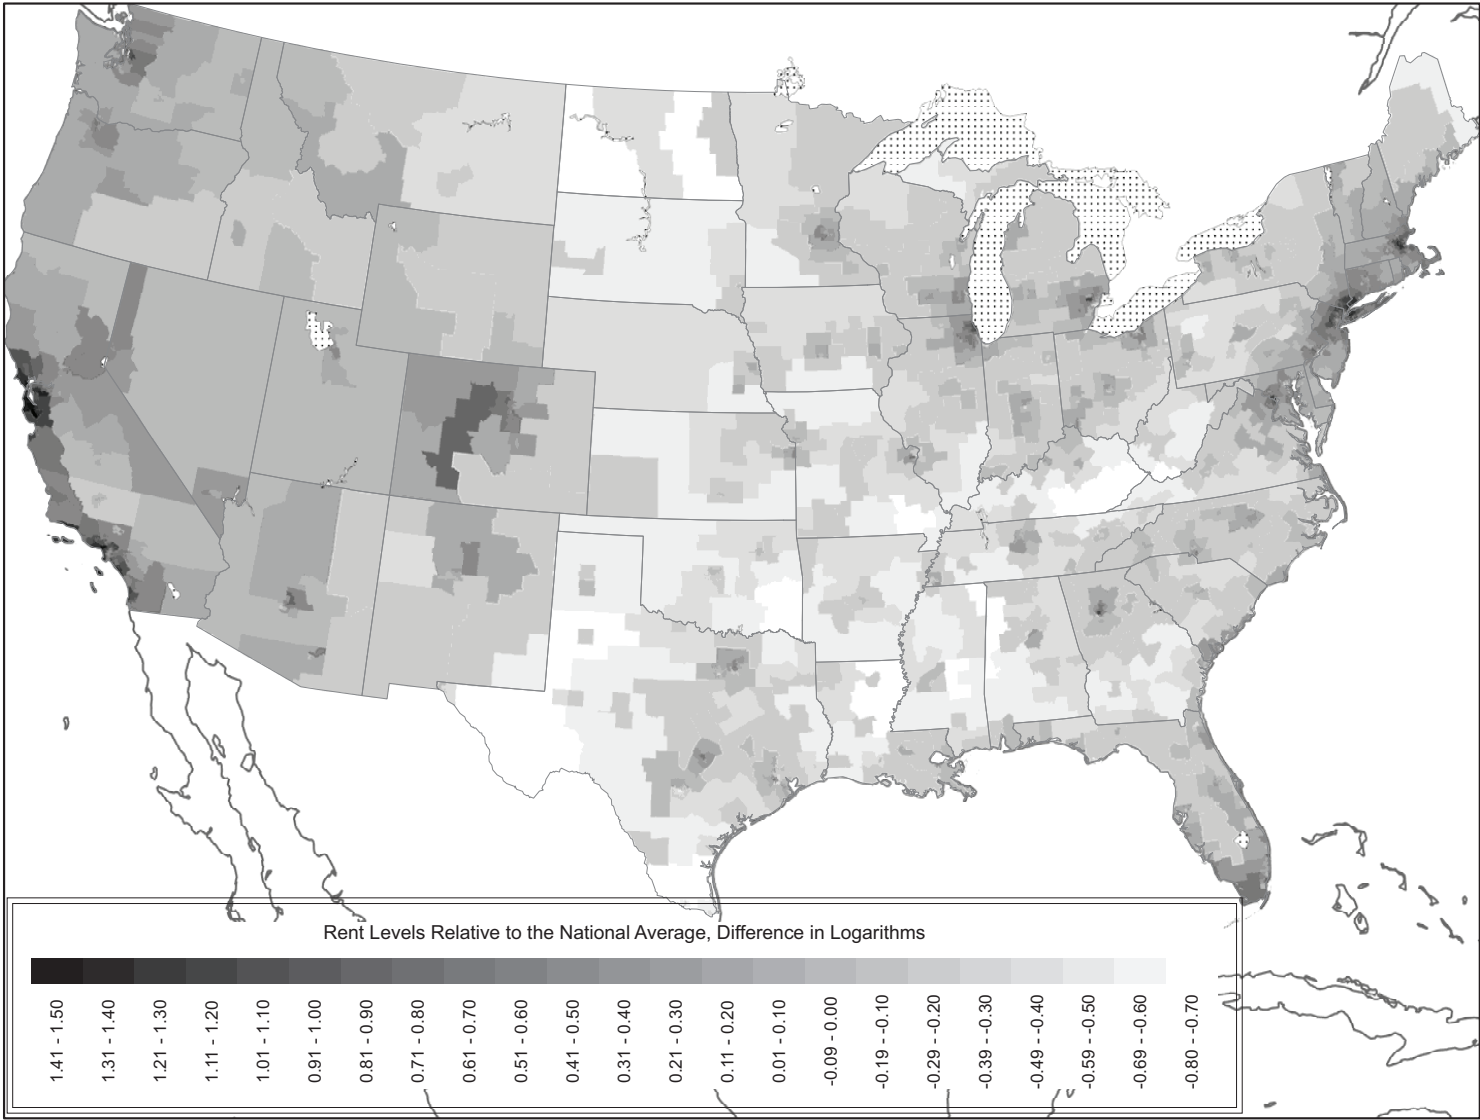 Rent Levels Relative to the National Average, Difference in Logarithms
1.41 - 1.50
1.31 - 1.40
1.21 - 1.30
1.11 - 1.20
1.01 - 1.10
0.91 - 1.00
0.81 - 0.90
0.71 - 0.80
0.61 - 0.70
0.51 - 0.60
0.41 - 0.50
0.31 - 0.40
0.21 - 0.30
0.11 - 0.20
0.01 - 0.10
-0.09 - 0.00
-0.19 - -0.10
-0.29 - -0.20
-0.39 - -0.30
-0.49 - -0.40
-0.59 - -0.50
-0.69 - -0.60
-0.80 - -0.70